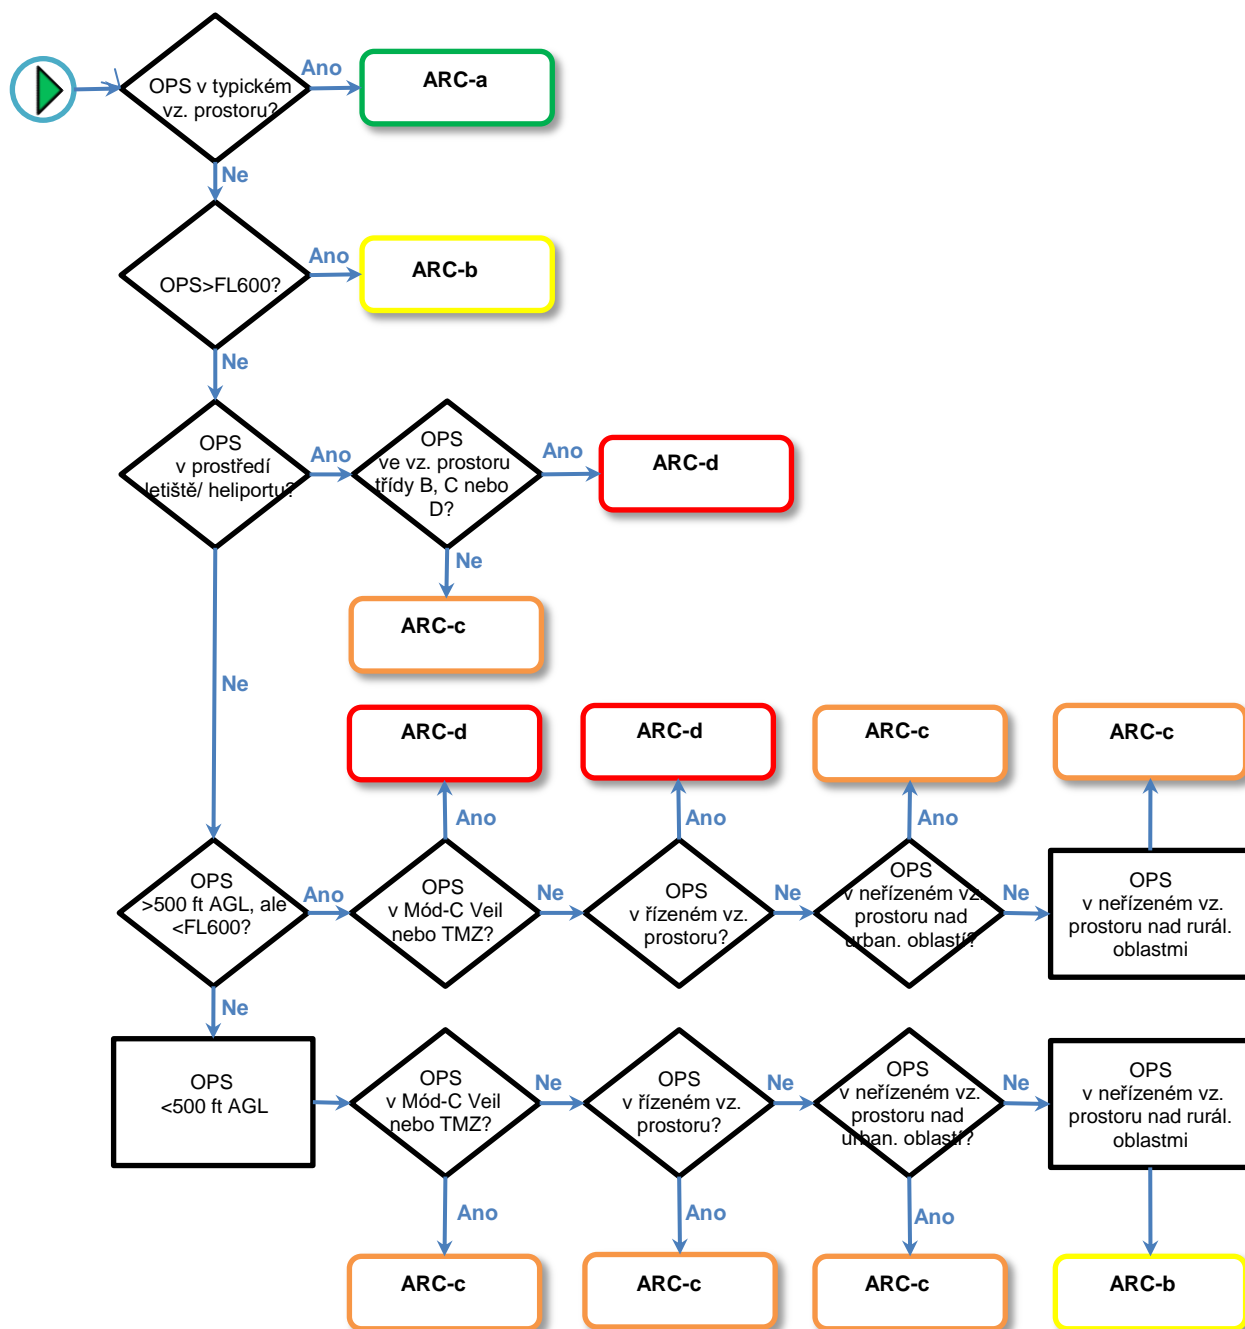 OPS v typickém
vz. prostoru?
Ano
ARC-a
Ne
OPS>FL600?
Ano
ARC-b
Ne
OPS
v prostředí
letiště/ heliportu?
Ano
OPS
ve vz. prostoru
třídy B, C nebo
D?
Ano
ARC-d
Ne
ARC-c
Ne
ARC-d
ARC-d
ARC-c
ARC-c
Ano
Ano
Ano
OPS
>500 ft AGL, ale
<FL600?
Ano
OPS
v Mód-C Veil
nebo TMZ?
Ne
OPS
v řízeném vz.
prostoru?
Ne
OPS
v neřízeném vz.
prostoru nad
urban. oblastí?
Ne
OPS
v neřízeném vz.
prostoru nad rurál.
oblastmi
Ne
OPS
<500 ft AGL
OPS
v Mód-C Veil
nebo TMZ?
Ne
OPS
v řízeném vz.
prostoru?
Ne
OPS
v neřízeném vz.
prostoru nad
urban. oblastí?
Ne
OPS
v neřízeném vz.
prostoru nad rurál.
oblastmi
Ano
Ano
Ano
ARC-c
ARC-c
ARC-c
ARC-b